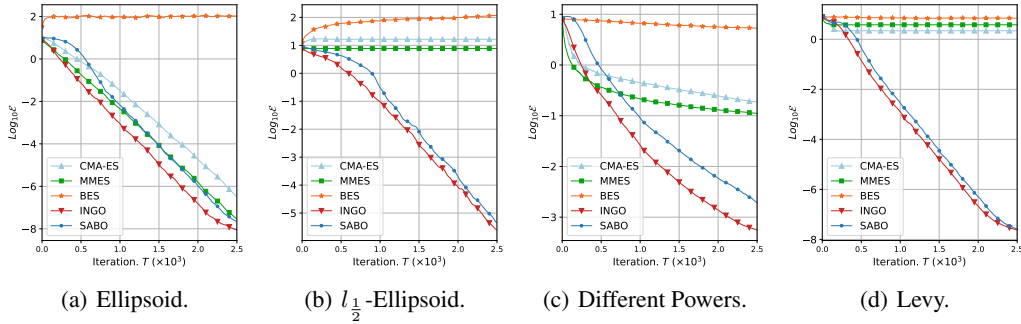 2
0
−2
−4
−6
−8
Log₁₀ℰ
CMA-ES
MMES
BES
INGO
SABO
0.0 0.5 1.0 1.5 2.0 2.5
Iteration. T (×10³)
(a) Ellipsoid.
2
1
0
−1
−2
−3
−4
−5
Log₁₀ℰ
CMA-ES
MMES
BES
INGO
SABO
0.0 0.5 1.0 1.5 2.0 2.5
Iteration. T (×10³)
(b) l_{1/2}-Ellipsoid.
1
0
−1
−2
−3
Log₁₀ℰ
CMA-ES
MMES
BES
INGO
SABO
0.0 0.5 1.0 1.5 2.0 2.5
Iteration. T (×10³)
(c) Different Powers.
0
−2
−4
−6
−8
Log₁₀ℰ
CMA-ES
MMES
BES
INGO
SABO
0.0 0.5 1.0 1.5 2.0 2.5
Iteration. T (×10³)
(d) Levy.